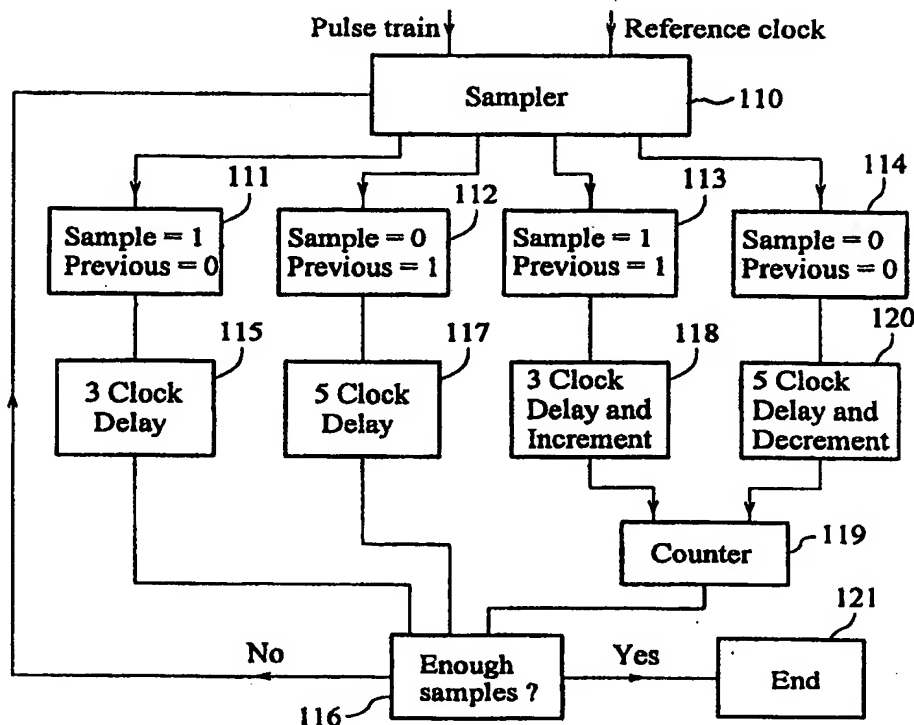 Pulse train
Reference clock
Sampler
110
111
112
113
114
Sample = 1
Previous = 0
Sample = 0
Previous = 1
Sample = 1
Previous = 1
Sample = 0
Previous = 0
115
117
118
120
3 Clock
Delay
5 Clock
Delay
3 Clock
Delay and
Increment
5 Clock
Delay and
Decrement
Counter
119
121
No
Enough
samples ?
Yes
End
116